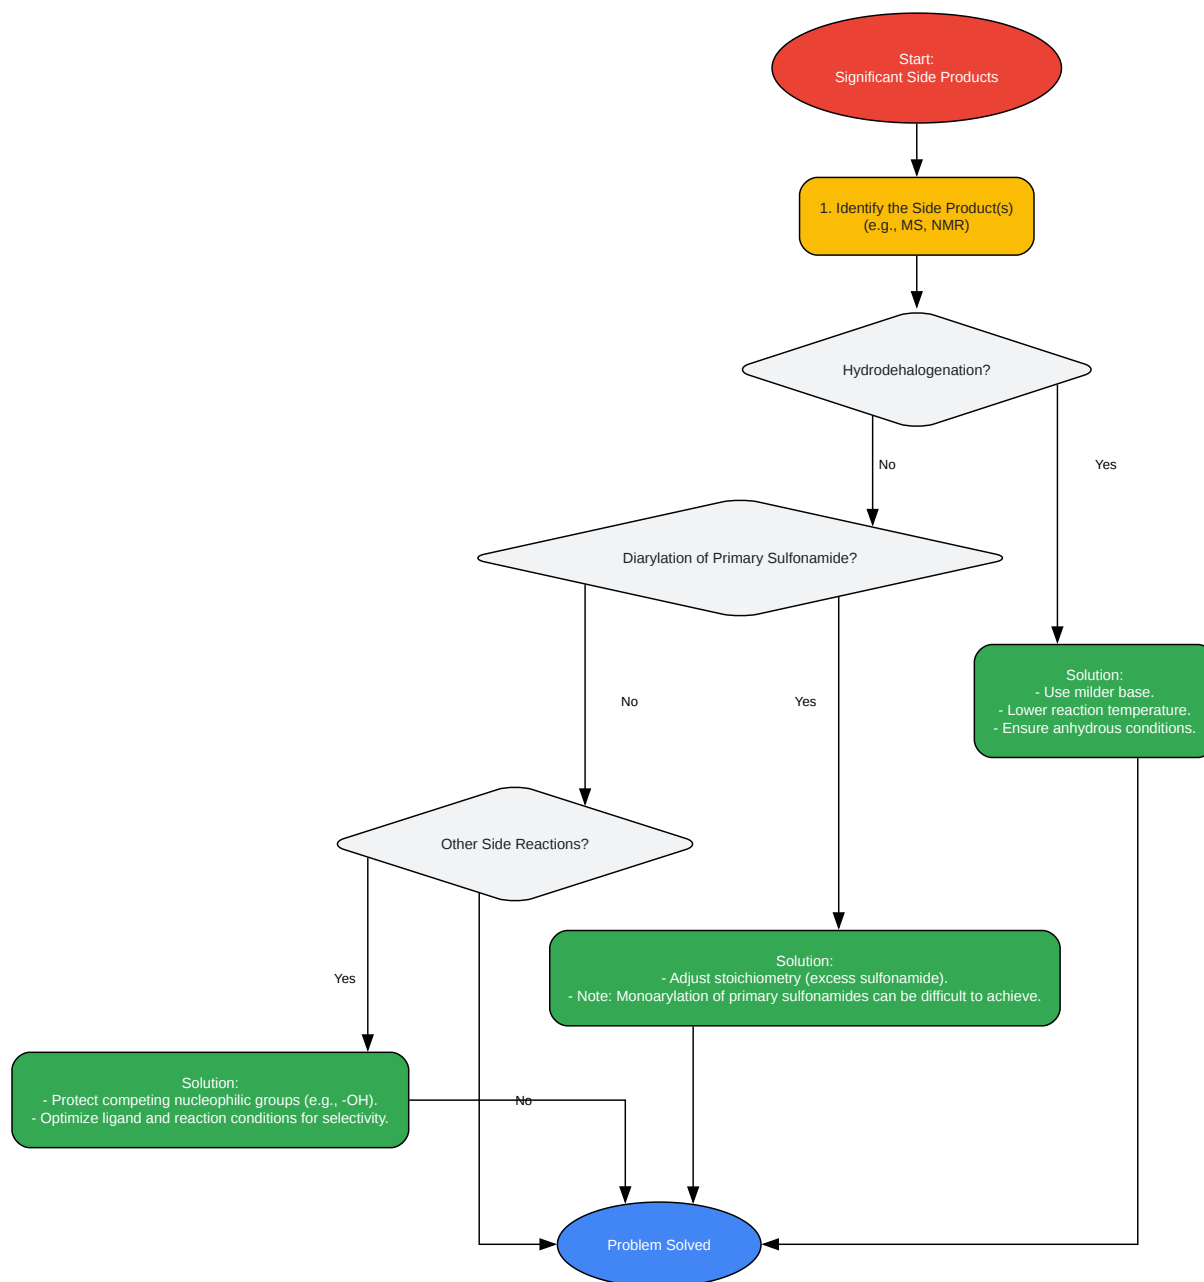 Start:
Significant Side Products
1. Identify the Side Product(s)
(e.g., MS, NMR)
Hydrodehalogenation?
No
Yes
Diarylation of Primary Sulfonamide?
Solution:
- Use milder base.
- Lower reaction temperature.
- Ensure anhydrous conditions.
No
Yes
Other Side Reactions?
Solution:
- Adjust stoichiometry (excess sulfonamide).
- Note: Monoarylation of primary sulfonamides can be difficult to achieve.
Yes
Solution:
- Protect competing nucleophilic groups (e.g., -OH).
- Optimize ligand and reaction conditions for selectivity.
No
Problem Solved